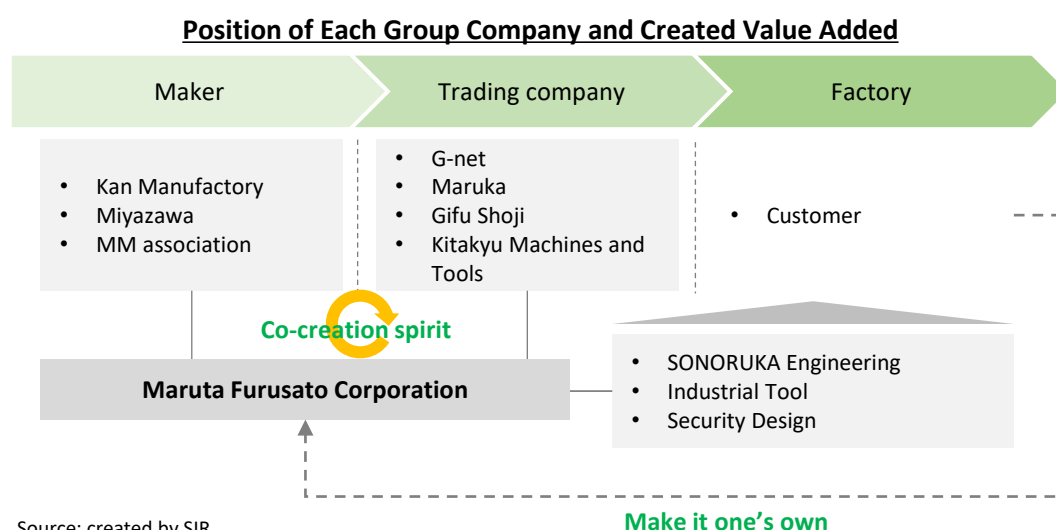 Position of Each Group Company and Created Value Added
Maker
Trading company
Factory
• Kan Manufactory
• Miyazawa
• MM association
• G-net
• Maruka
• Gifu Shoji
• Kitakyu Machines and
Tools
• Customer
Co-creation spirit
Maruta Furusato Corporation
• SONORUKA Engineering
• Industrial Tool
• Security Design
Make it one's own
Source: created by SIR